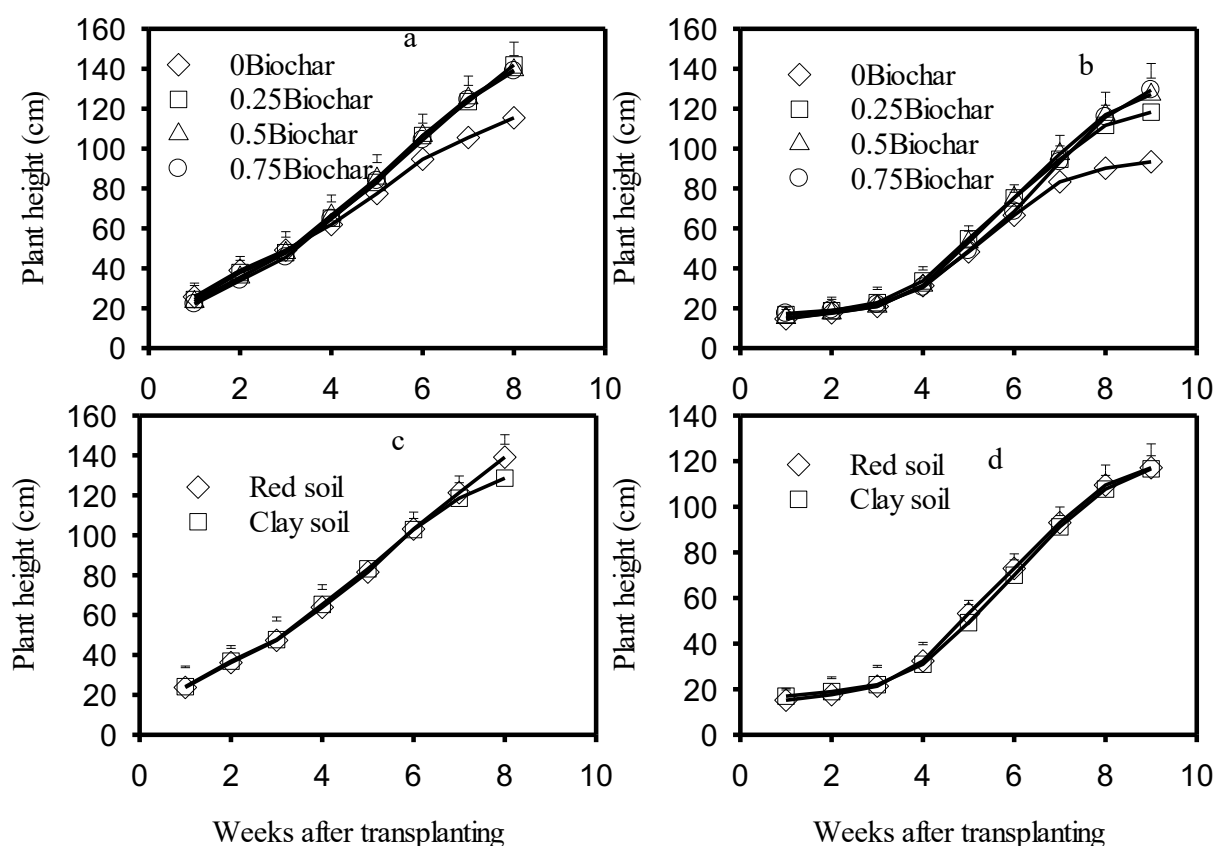 a
Plant height (cm)
160
140
120
100
80
60
40
20
0
0Biochar
0.25Biochar
0.5Biochar
0.75Biochar
0 2 4 6 8 10
b
Plant height (cm)
160
140
120
100
80
60
40
20
0
0Biochar
0.25Biochar
0.5Biochar
0.75Biochar
0 2 4 6 8 10
c
Plant height (cm)
160
140
120
100
80
60
40
20
0
Red soil
Clay soil
0 2 4 6 8 10
Weeks after transplanting
d
Plant height (cm)
140
120
100
80
60
40
20
0
Red soil
Clay soil
0 2 4 6 8 10
Weeks after transplanting